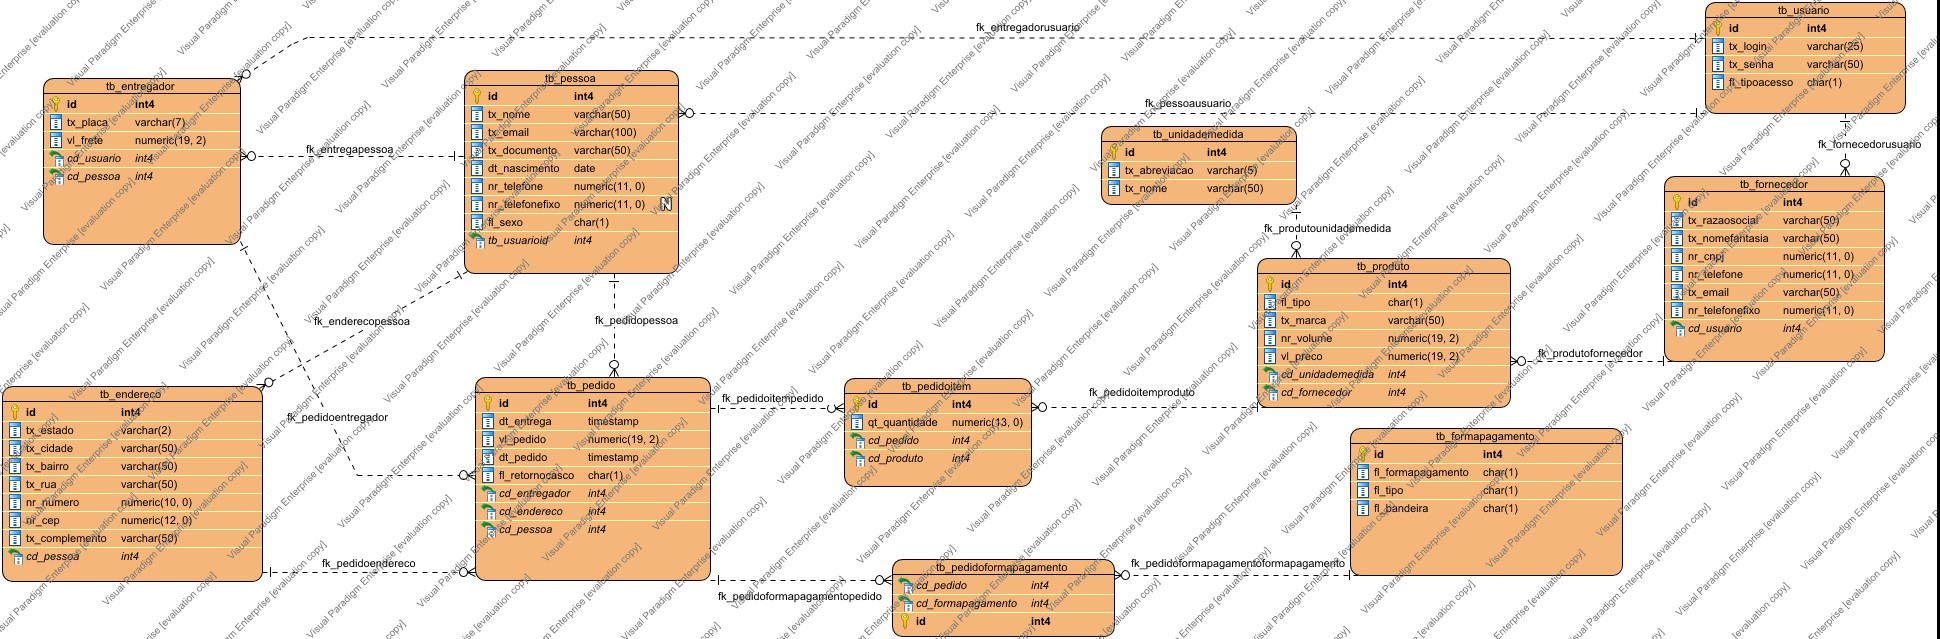 fk_entregadorusuario
tb_usuario
id int4
tx_login varchar(25)
tx_senha varchar(50)
fl_tipoacesso char(1)
tb_entregador
id int4
tx_placa varchar(7)
vl_frete numeric(19, 2)
cd_usuario int4
cd_pessoa int4
fk_entregapessoa
tb_pessoa
id int4
tx_nome varchar(50)
tx_email varchar(100)
tx_documento varchar(50)
dt_nascimento date
nr_telefone numeric(11, 0)
nr_telefonefixo numeric(11, 0) N
fl_sexo char(1)
tb_usuarioid int4
fk_pessoausuario
tb_unidademedida
id int4
tx_abreviacao varchar(5)
tx_nome varchar(50)
fk_fornecedorusuario
tb_fornecedor
id int4
tx_razaosocial varchar(50)
tx_nomefantasia varchar(50)
nr_cnpj numeric(11, 0)
nr_telefone numeric(11, 0)
tx_email varchar(50)
nr_telefonefixo numeric(11, 0)
cd_usuario int4
fk_produtounidademedida
tb_produto
id int4
fl_tipo char(1)
tx_marca varchar(50)
nr_volume numeric(19, 2)
vl_preco numeric(19, 2)
cd_unidademedida int4
cd_fornecedor int4
fk_produtofornecedor
fk_enderecopessoa
fk_pedidopessoa
tb_endereco
id int4
tx_estado varchar(2)
tx_cidade varchar(50)
tx_bairro varchar(50)
tx_rua varchar(50)
nr_numero numeric(10, 0)
nr_cep numeric(12, 0)
tx_complemento varchar(50)
cd_pessoa int4
fk_pedidoentregador
tb_pedido
id int4
dt_entrega timestamp
vl_pedido numeric(19, 2)
dt_pedido timestamp
fl_retornocasco char(1)
cd_entregador int4
cd_endereco int4
cd_pessoa int4
fk_pedidoitempedido
tb_pedidoitem
id int4
qt_quantidade numeric(13, 0)
cd_pedido int4
cd_produto int4
fk_pedidoitemproduto
tb_formapagamento
id int4
fl_formapagamento char(1)
fl_tipo char(1)
fl_bandeira char(1)
fk_pedidoendereco
fk_pedidoformapagamentopedido
tb_pedidoformapagamento
cd_pedido int4
cd_formapagamento int4
id int4
fk_pedidoformapagamentoformapagamento
Visual Paradigm Enterprise [evaluation copy]